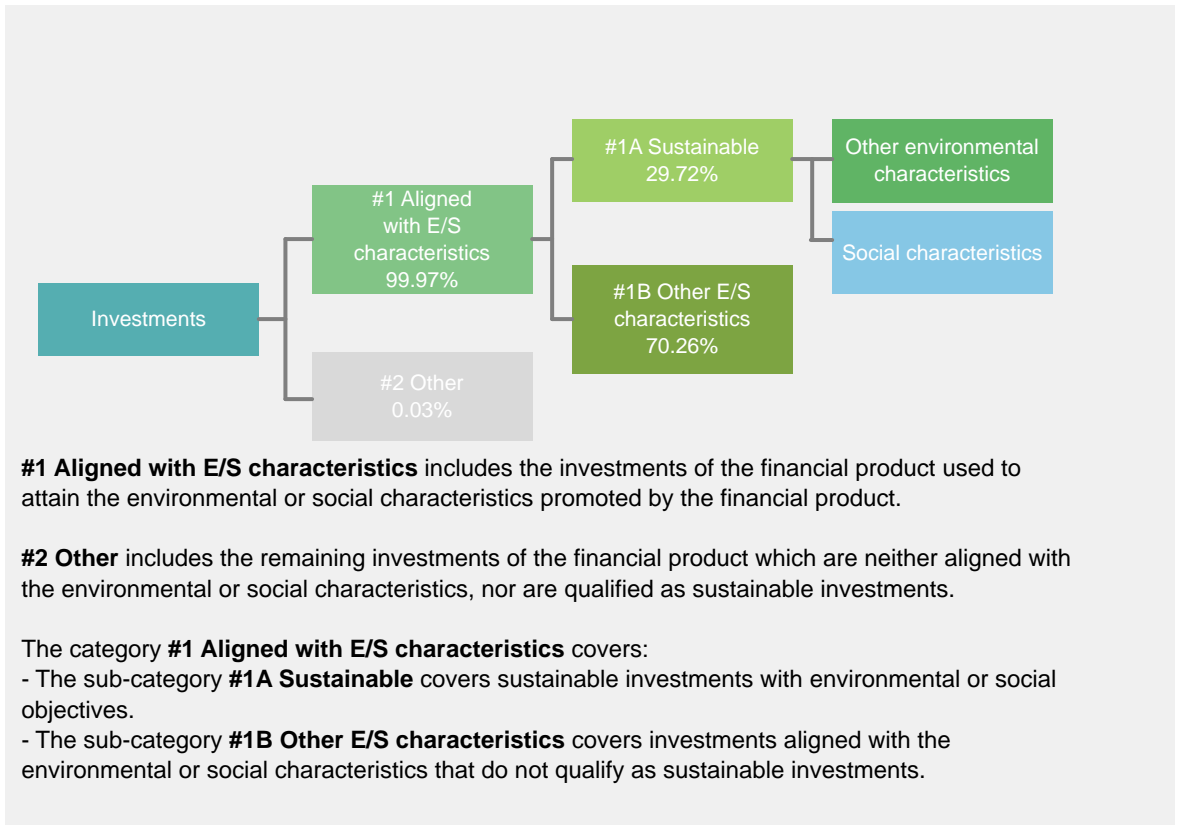 #1A Sustainable
29.72%
Other environmental
characteristics
#1 Aligned
with E/S
characteristics
99.97%
Social characteristics
#1B Other E/S
characteristics
70.26%
Investments
#2 Other
0.03%
#1 Aligned with E/S characteristics includes the investments of the financial product used to
attain the environmental or social characteristics promoted by the financial product.
#2 Other includes the remaining investments of the financial product which are neither aligned with
the environmental or social characteristics, nor are qualified as sustainable investments.
The category #1 Aligned with E/S characteristics covers:
- The sub-category #1A Sustainable covers sustainable investments with environmental or social
objectives.
- The sub-category #1B Other E/S characteristics covers investments aligned with the
environmental or social characteristics that do not qualify as sustainable investments.